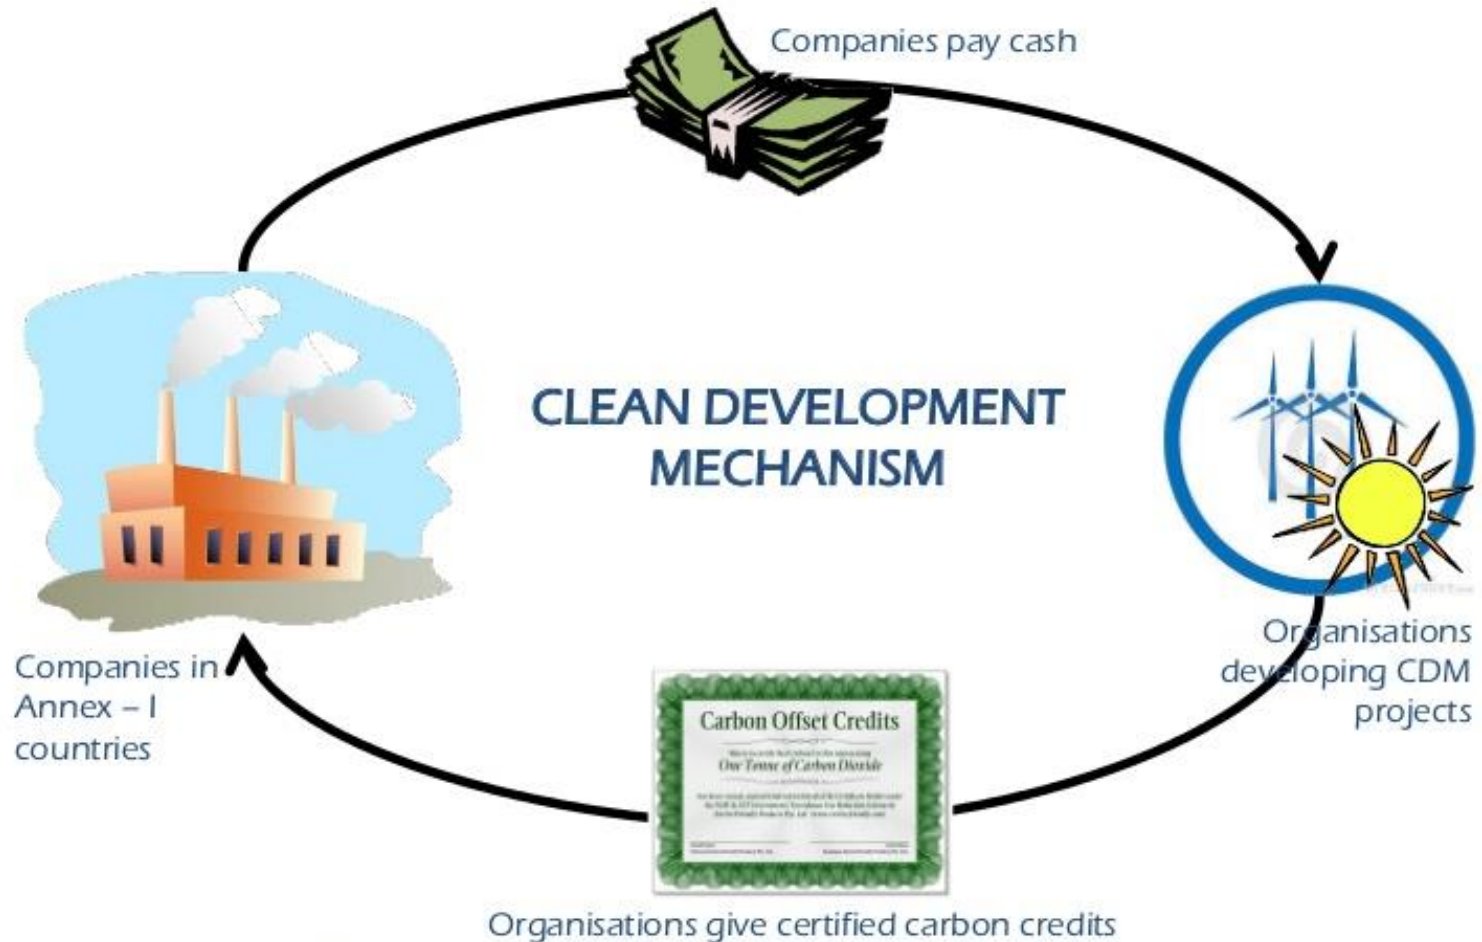 Companies pay cash
CLEAN DEVELOPMENT
MECHANISM
Companies in
Annex – I
countries
Organisations
developing CDM
projects
Carbon Offset Credits
One Tonne of Carbon Dioxide
Organisations give certified carbon credits